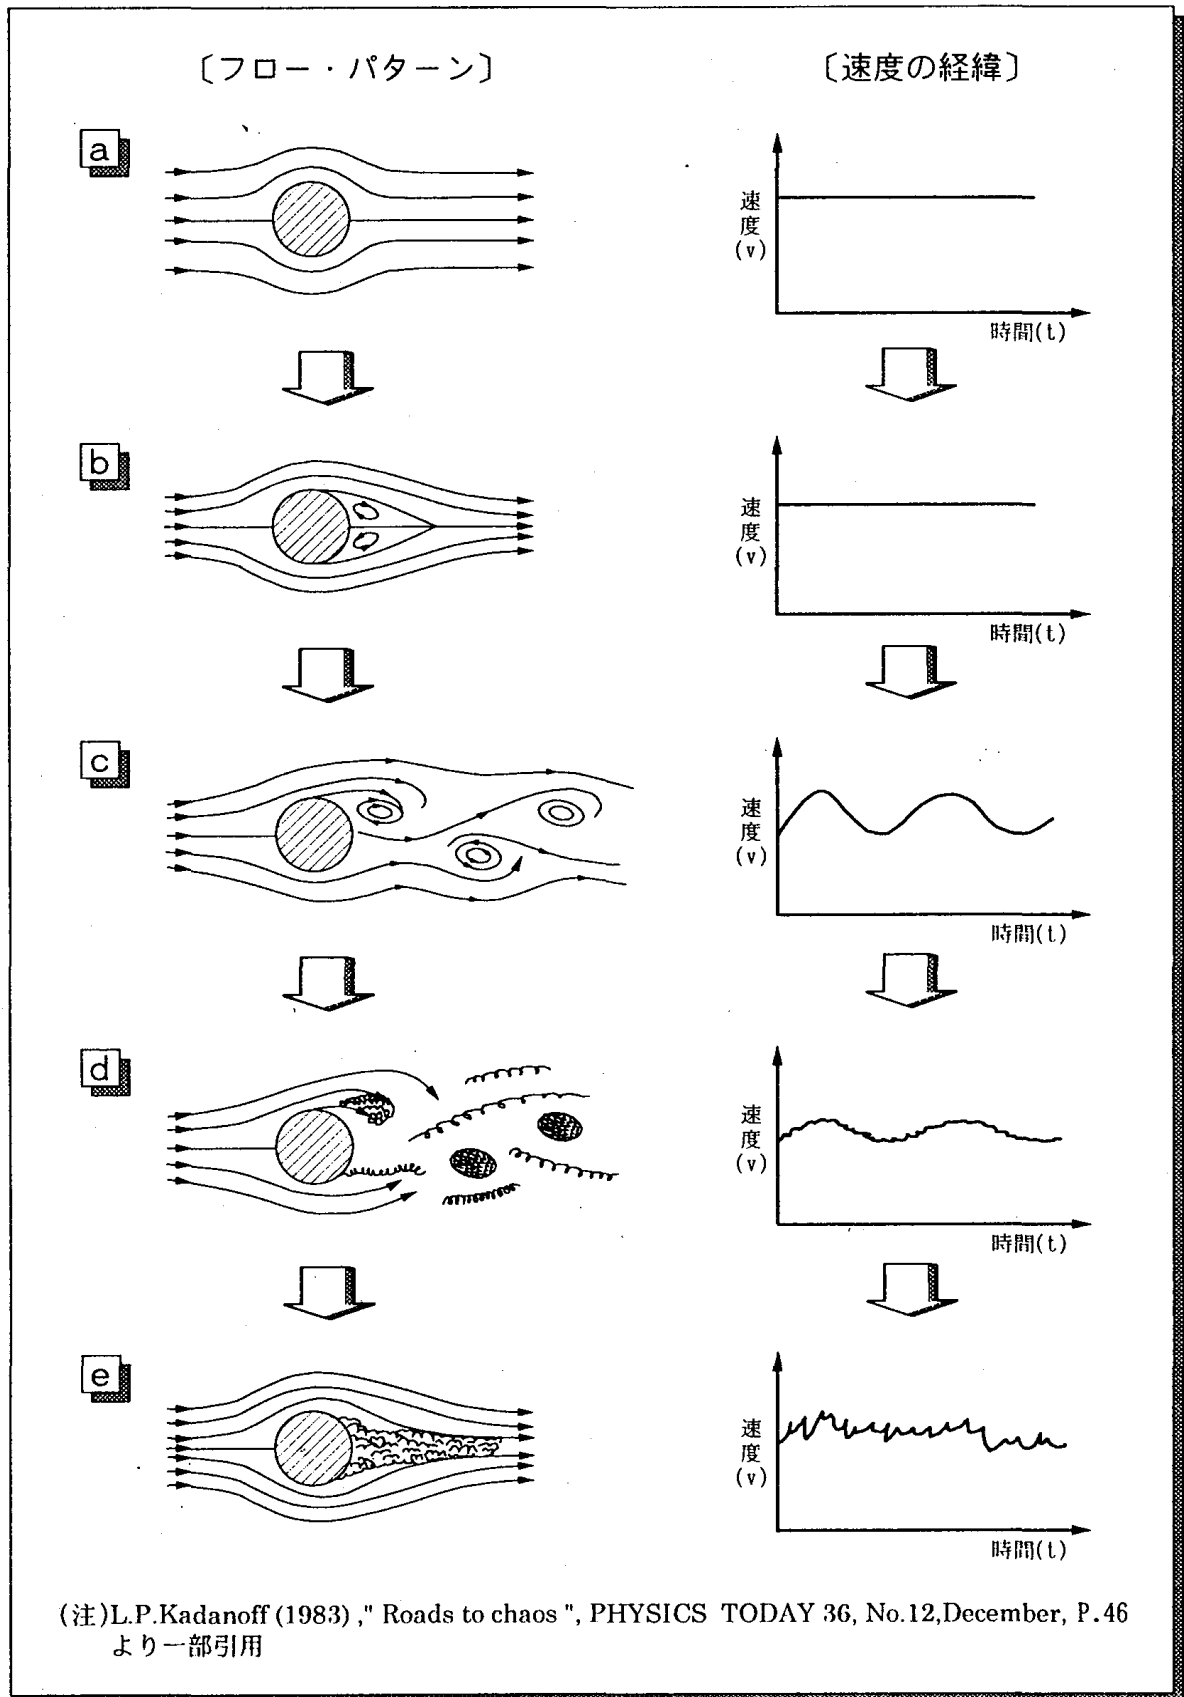 〔フロー・パターン〕
〔速度の経緯〕
a
速度(v)
時間(t)
b
速度(v)
時間(t)
c
速度(v)
時間(t)
d
速度(v)
時間(t)
e
速度(v)
時間(t)
(注)L.P.Kadanoff (1983) ," Roads to chaos ", PHYSICS TODAY 36, No.12,December, P.46
より一部引用